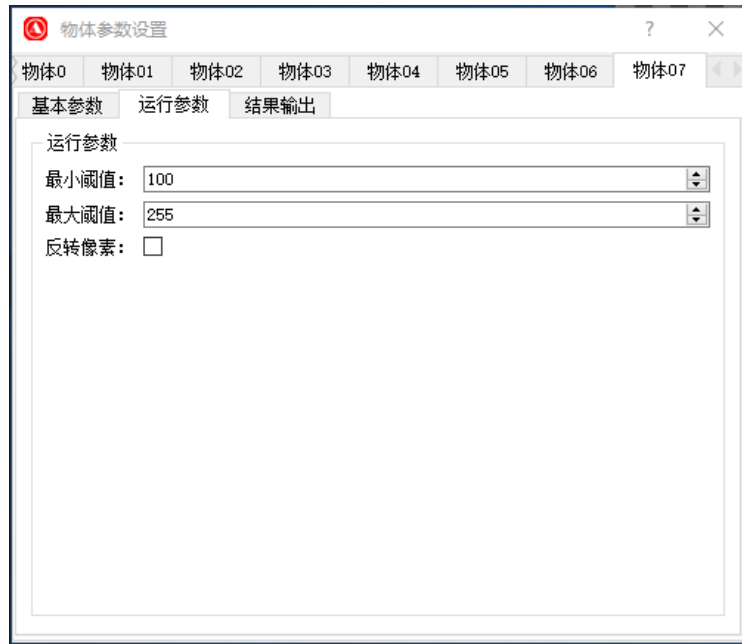 物体参数设置
物体0 物体01 物体02 物体03 物体04 物体05 物体06 物体07
基本参数 运行参数 结果输出
运行参数
最小阈值: 100
最大阈值: 255
反转像素: